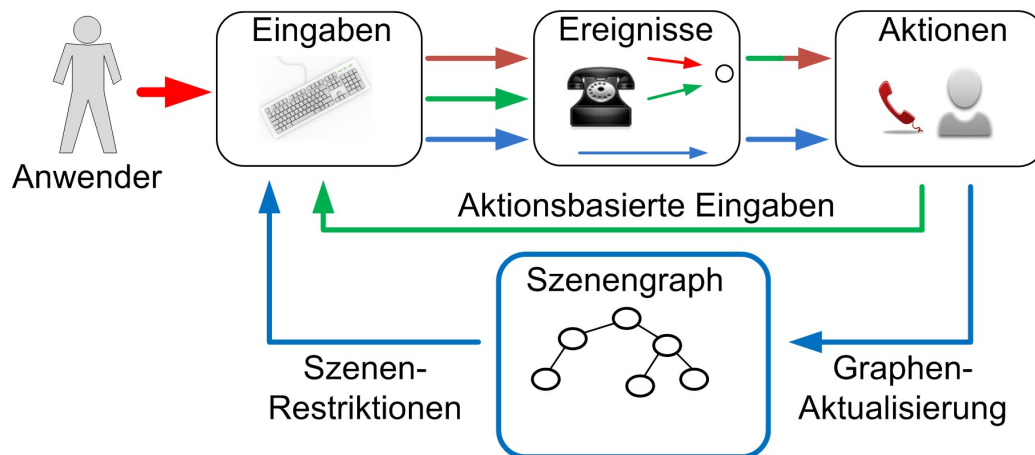 Eingaben
Ereignisse
Aktionen
Anwender
Aktionsbasierte Eingaben
Szenengraph
Szenen-
Restriktionen
Graphen-
Aktualisierung